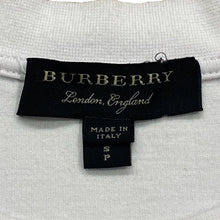 BURBERRY
London, England
MADE IN
ITALY
S
P